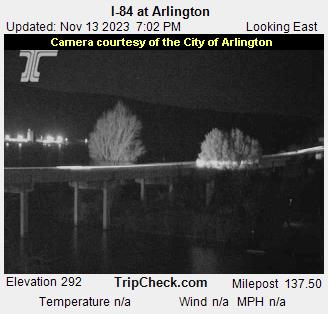 I-84 at Arlington
Updated: Nov 13 2023 7:02 PM Looking East
Camera courtesy of the City of Arlington
Elevation 292 TripCheck.com Milepost 137.50
Temperature n/a Wind n/a MPH n/a